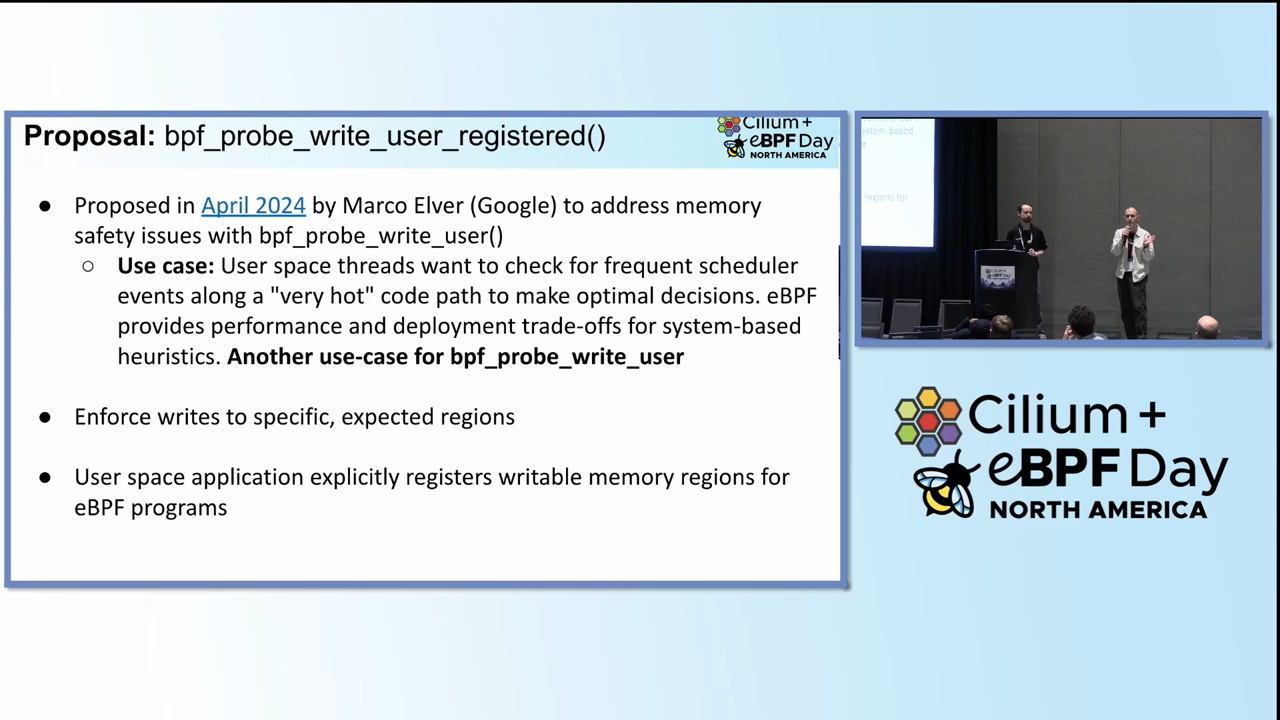 Proposal: bpf_probe_write_user_registered()
Cilium +
eBPF Day
NORTH AMERICA
● Proposed in April 2024 by Marco Elver (Google) to address memory
safety issues with bpf_probe_write_user()
○ Use case: User space threads want to check for frequent scheduler
events along a "very hot" code path to make optimal decisions. eBPF
provides performance and deployment trade-offs for system-based
heuristics. Another use-case for bpf_probe_write_user
● Enforce writes to specific, expected regions
● User space application explicitly registers writable memory regions for
eBPF programs
system-based
regions for
Cilium +
eBPF Day
NORTH AMERICA